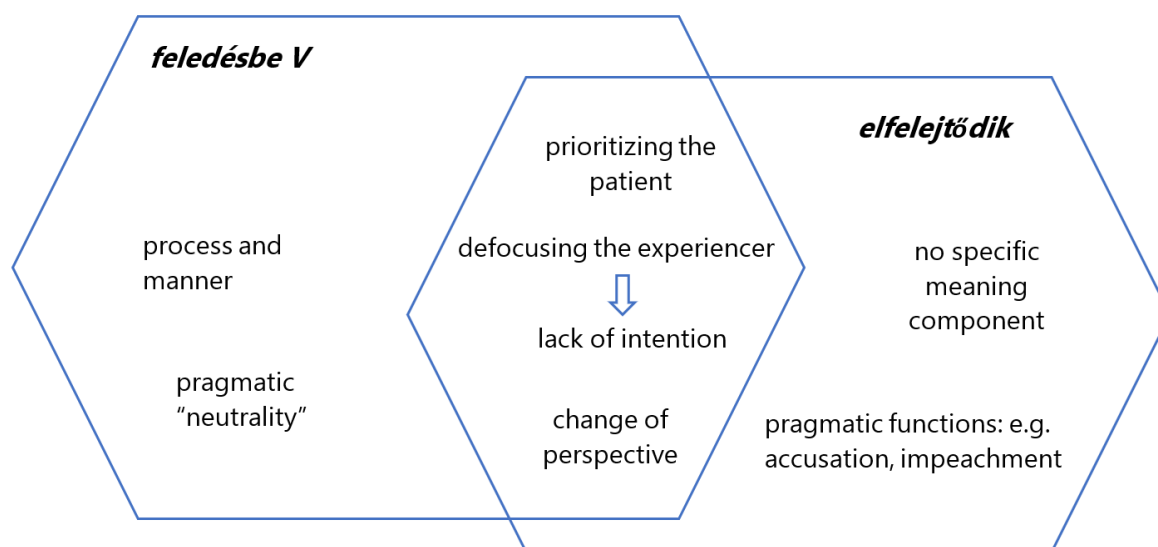 feledésbe V
process and
manner
pragmatic
“neutrality”
prioritizing the
patient
defocusing the experiencer
lack of intention
change of
perspective
elfelejtődik
no specific
meaning
component
pragmatic functions: e.g.
accusation, impeachment